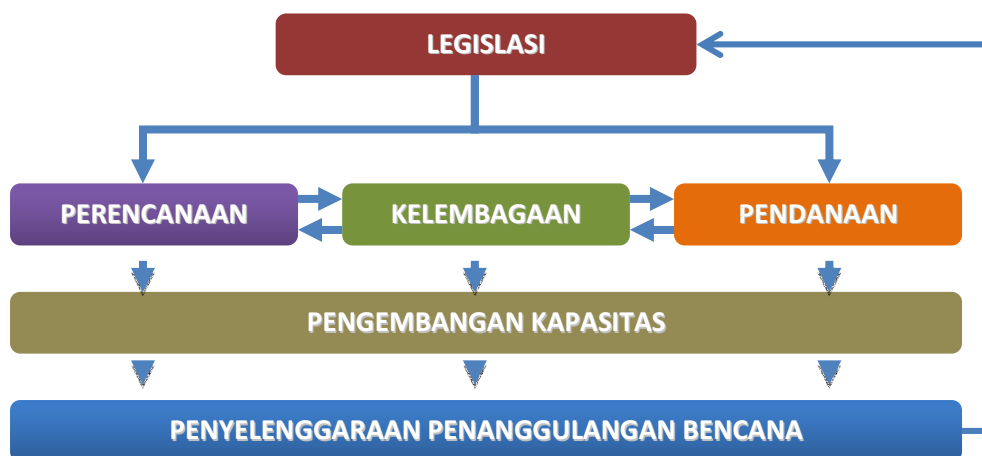 LEGISLASI
PERENCANAAN
KELEMBAGAAN
PENDANAAN
PENGEMBANGAN KAPASITAS
PENYELENGGARAAN PENANGGULANGAN BENCANA